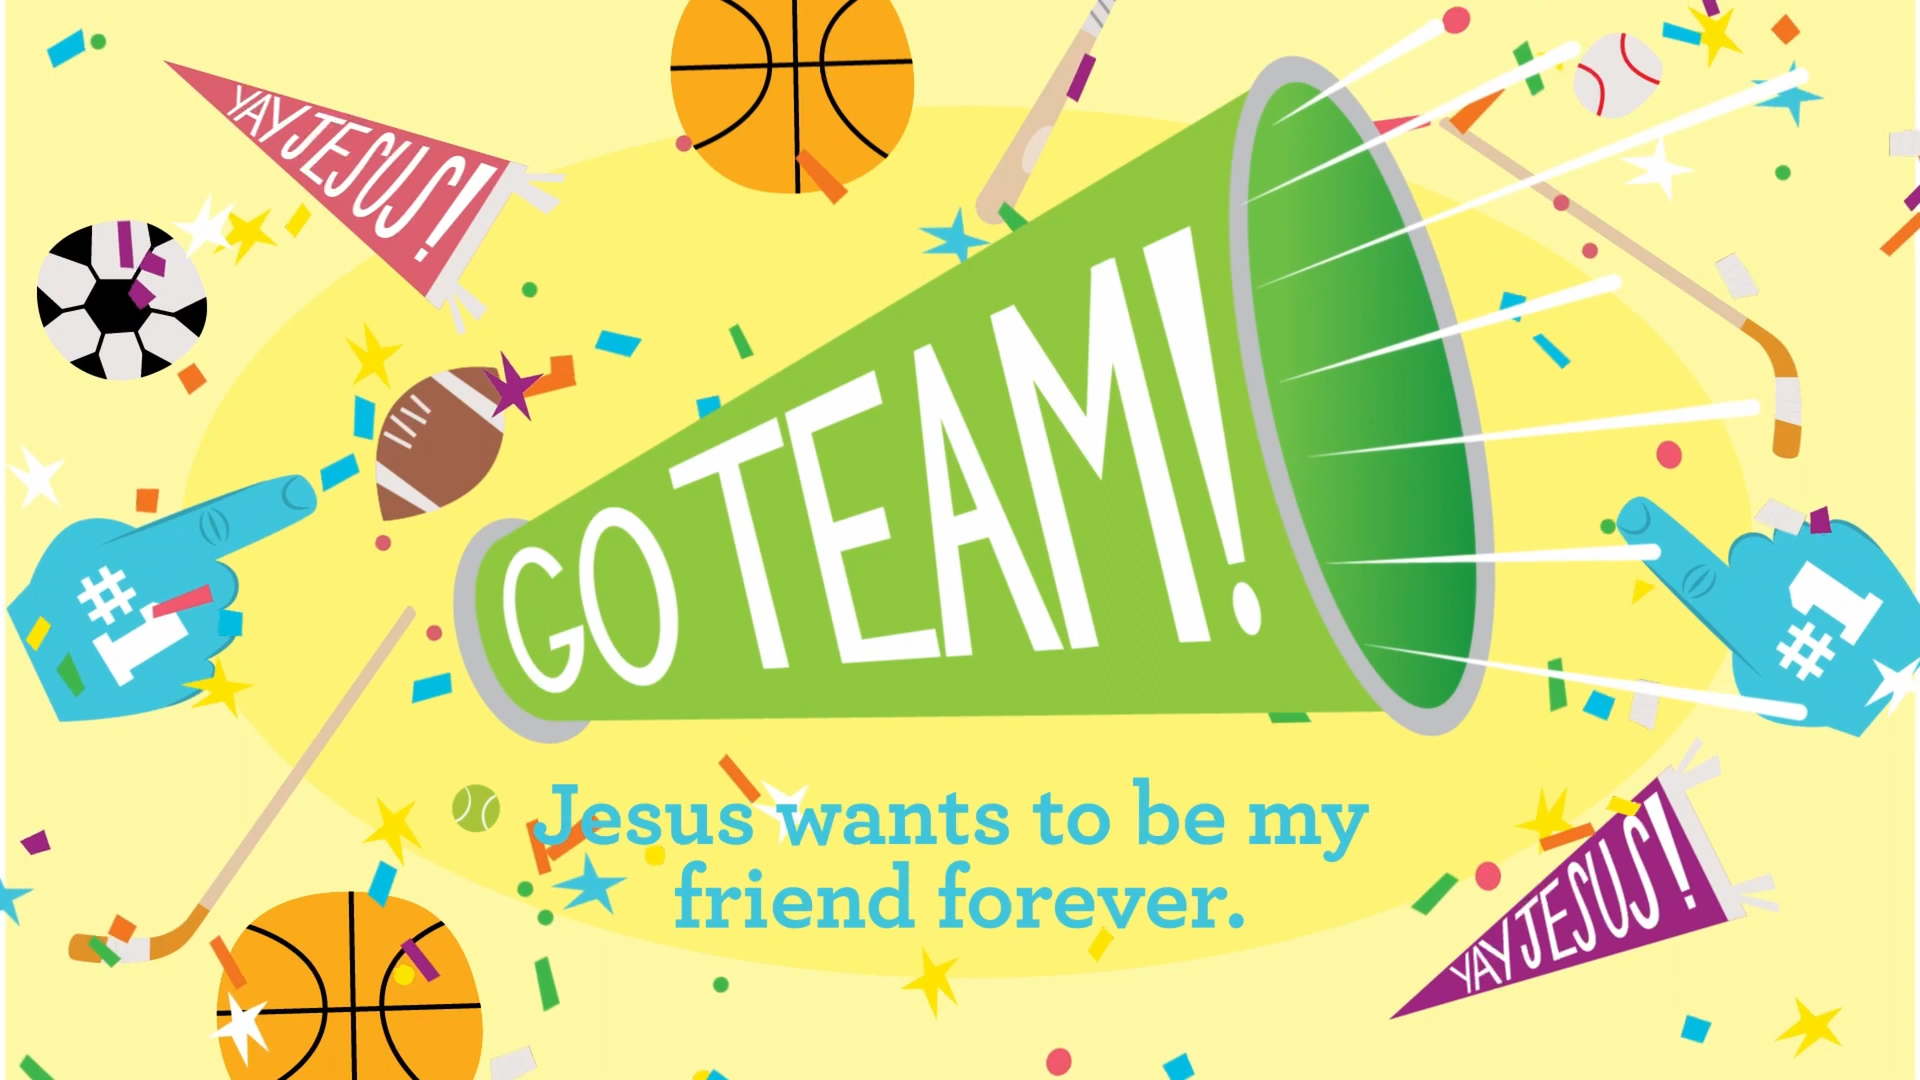 YAY JESUS!
GO TEAM!
#1
#1
Jesus wants to be my
friend forever.
YAY JESUS!